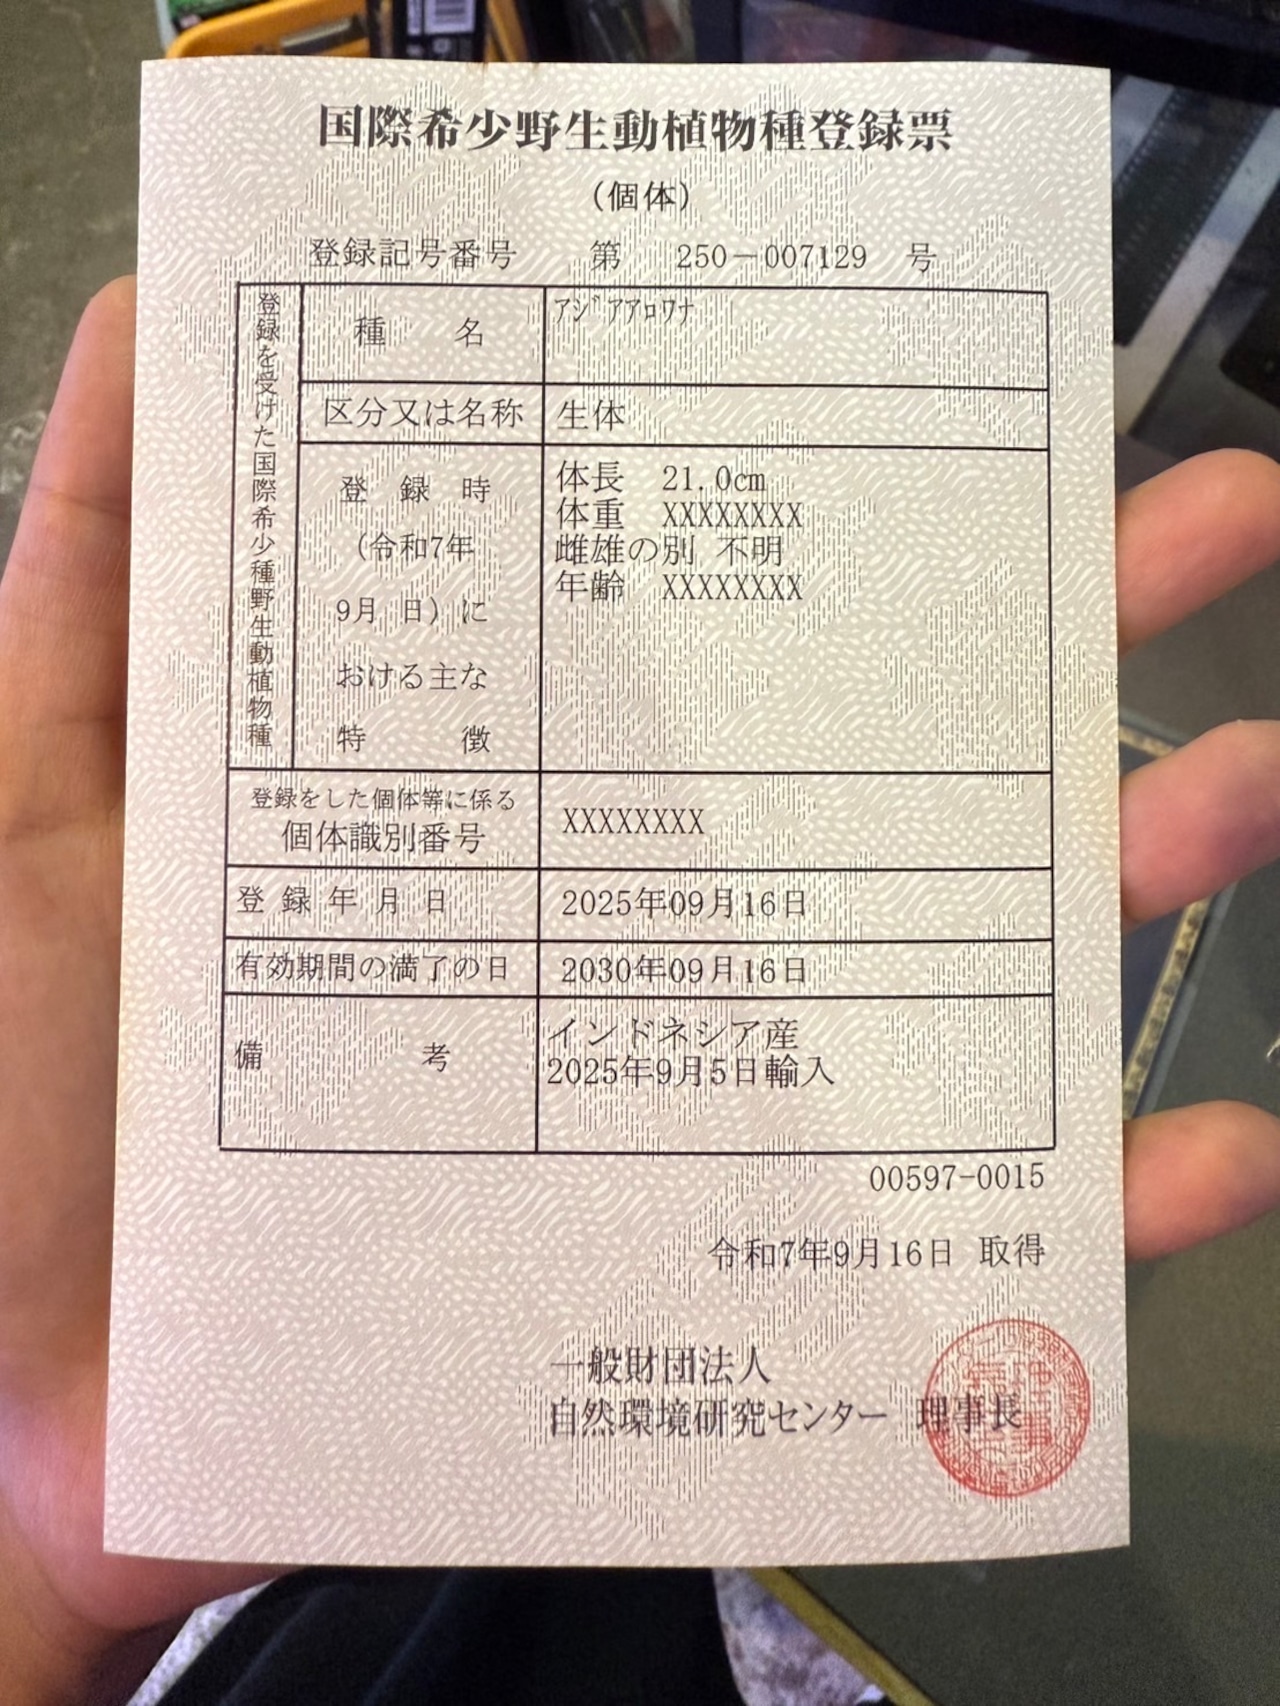 国際希少野生動植物種登録票
(個体)
登録記号番号 第 250-007129 号
登録を受けた国際希少種野生動植物種
種 名 アジアアロワナ
区分又は名称 生体
登録時
(令和7年
9月 日)に
おける主な
特 徴
体長 21.0cm
体重 XXXXXXXX
雌雄の別 不明
年齢 XXXXXXXX
登録をした個体等に係る
個体識別番号 XXXXXXXX
登録年月日 2025年09月16日
有効期間の満了の日 2030年09月16日
備 考
インドネシア産
2025年9月5日輸入
00597-0015
令和7年9月16日 取得
一般財団法人
自然環境研究センター 理事長